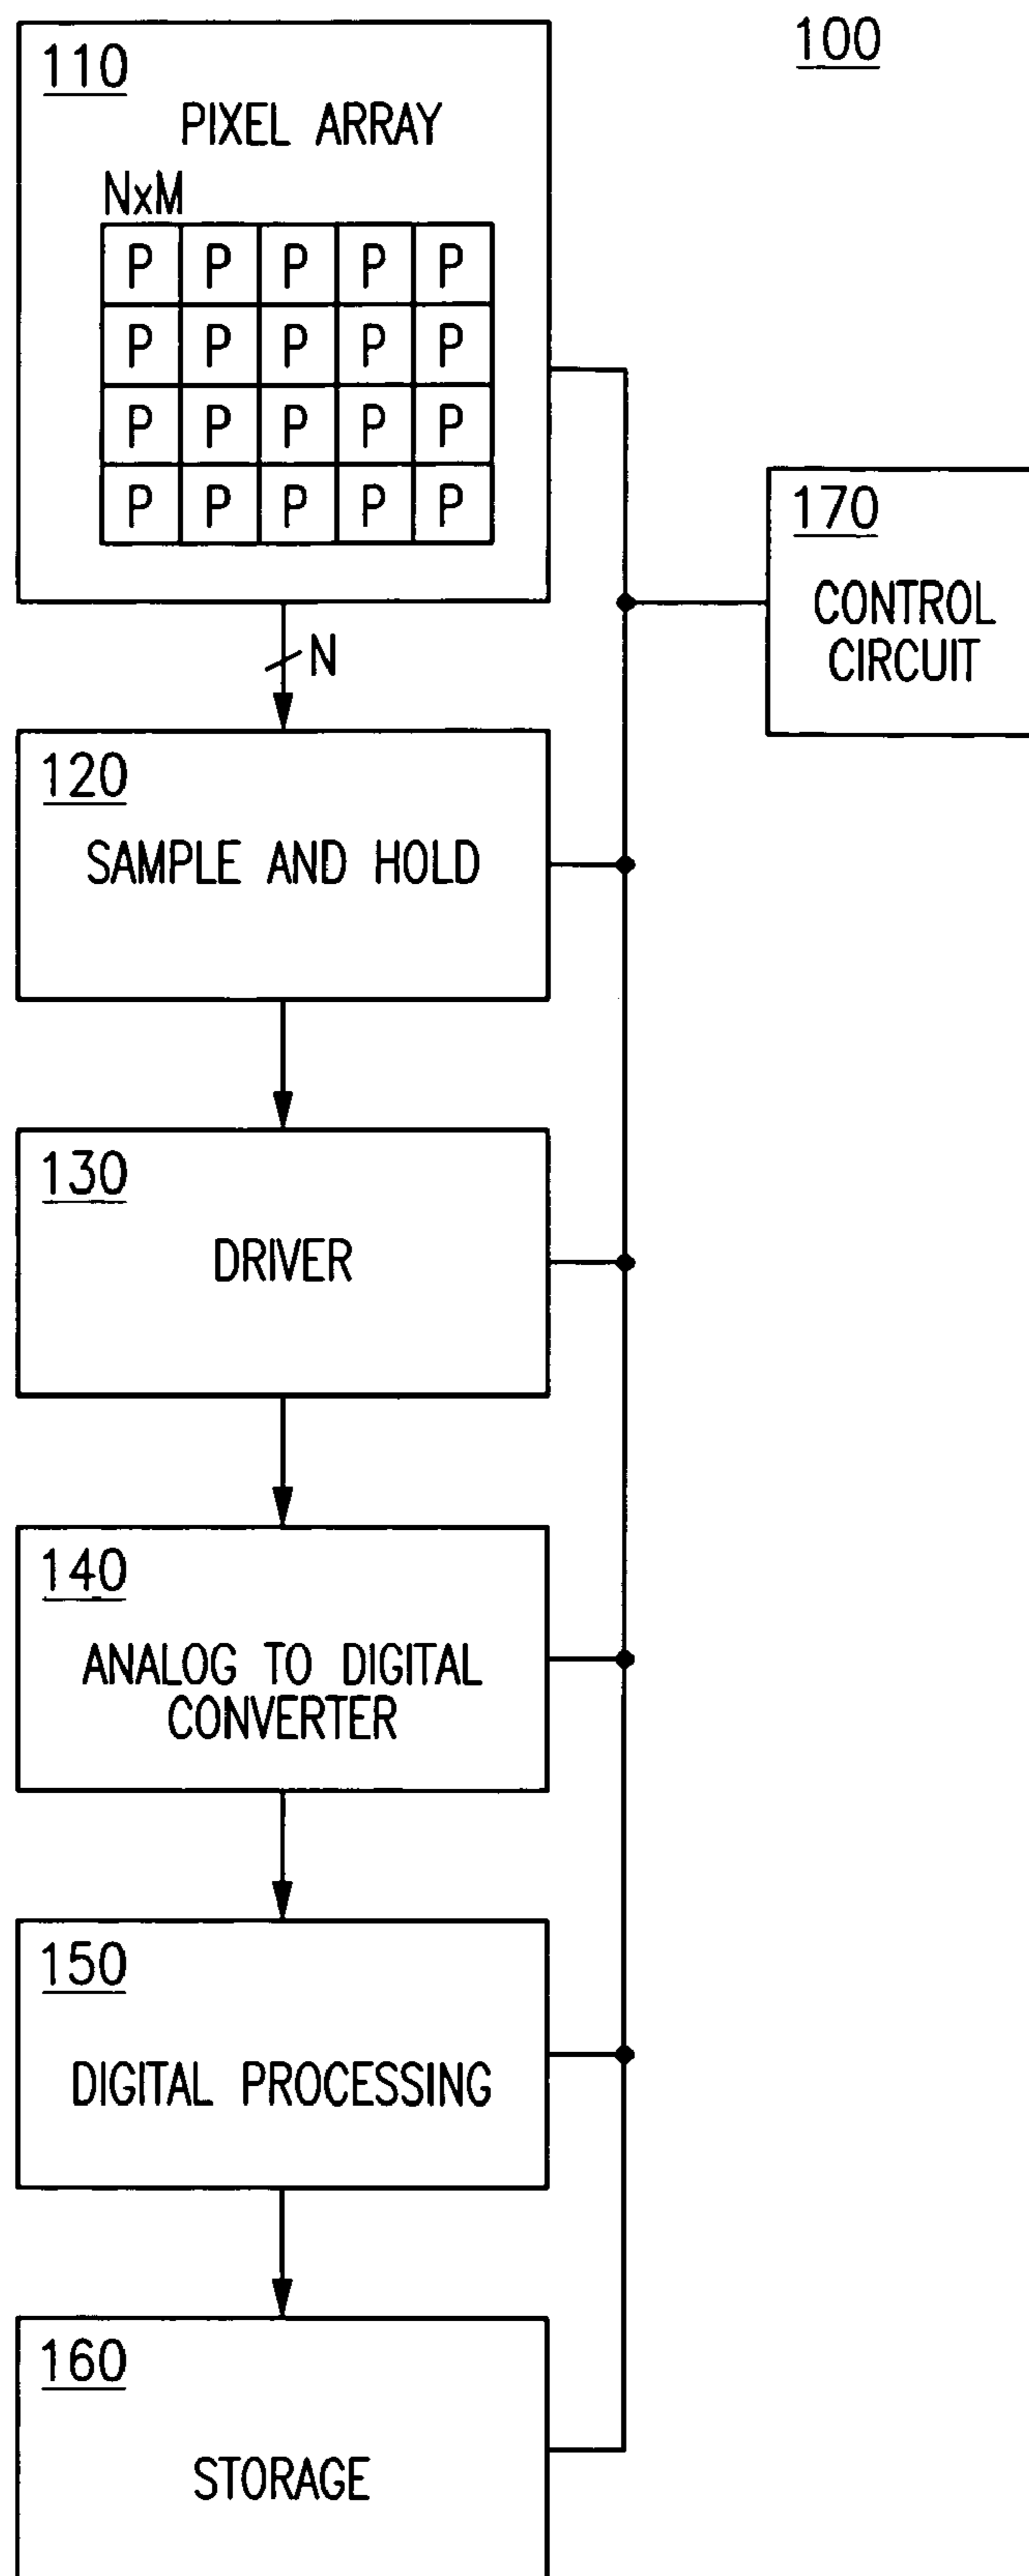 100
110
PIXEL ARRAY
NxM
P P P P P
P P P P P
P P P P P
P P P P P
N
170
CONTROL
CIRCUIT
120
SAMPLE AND HOLD
130
DRIVER
140
ANALOG TO DIGITAL
CONVERTER
150
DIGITAL PROCESSING
160
STORAGE